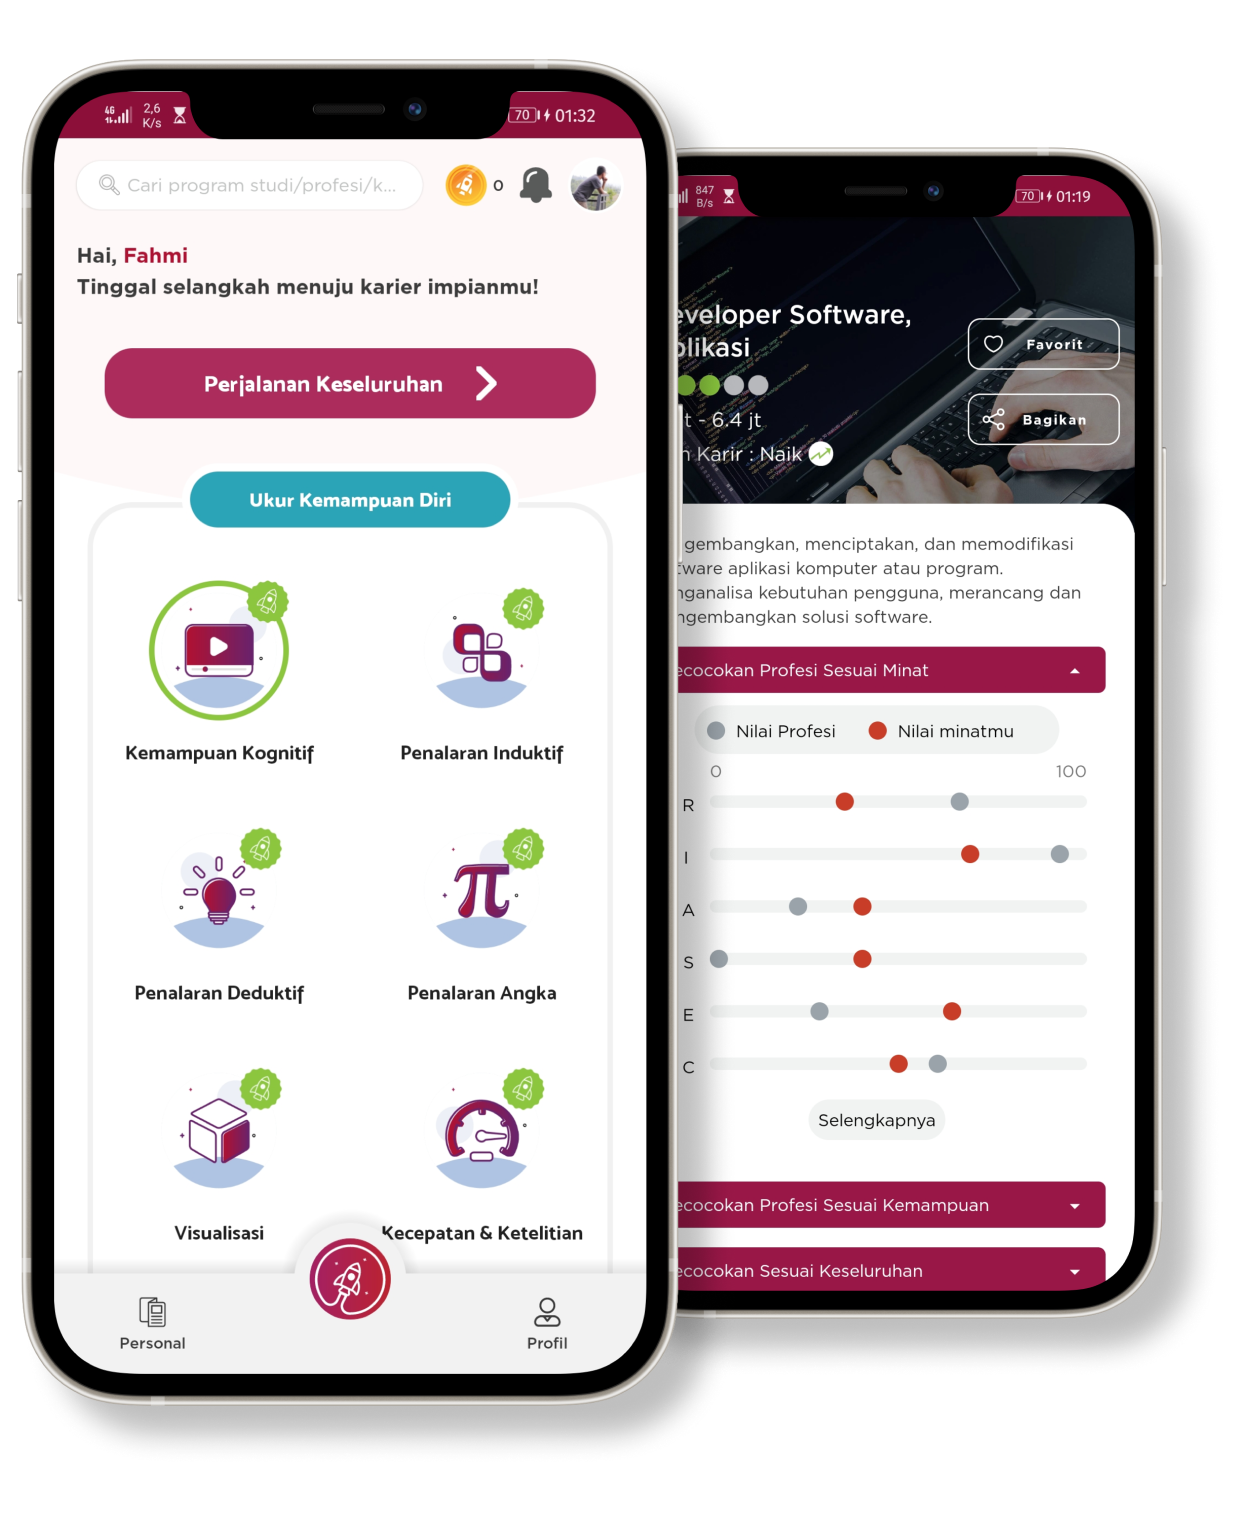 4G
2,6
K/s
70
01:32
Cari program studi/profesi/k...
0
Hai, Fahmi
Tinggal selangkah menuju karier impianmu!
Perjalanan Keseluruhan
Ukur Kemampuan Diri
Kemampuan Kognitif
Penalaran Induktif
Penalaran Deduktif
Penalaran Angka
Visualisasi
Kecepatan & Ketelitian
Personal
Profil
847
B/s
70
01:19
eveloper Software,
plikasi
Favorit
t - 6.4 jt
Bagikan
n Karir : Naik
gembangkan, menciptakan, dan memodifikasi
tware aplikasi komputer atau program.
nganalisa kebutuhan pengguna, merancang dan
ngembangkan solusi software.
ecocokan Profesi Sesuai Minat
Nilai Profesi
Nilai minatmu
0
100
R
I
A
S
E
C
Selengkapnya
ecocokan Profesi Sesuai Kemampuan
ecocokan Sesuai Keseluruhan